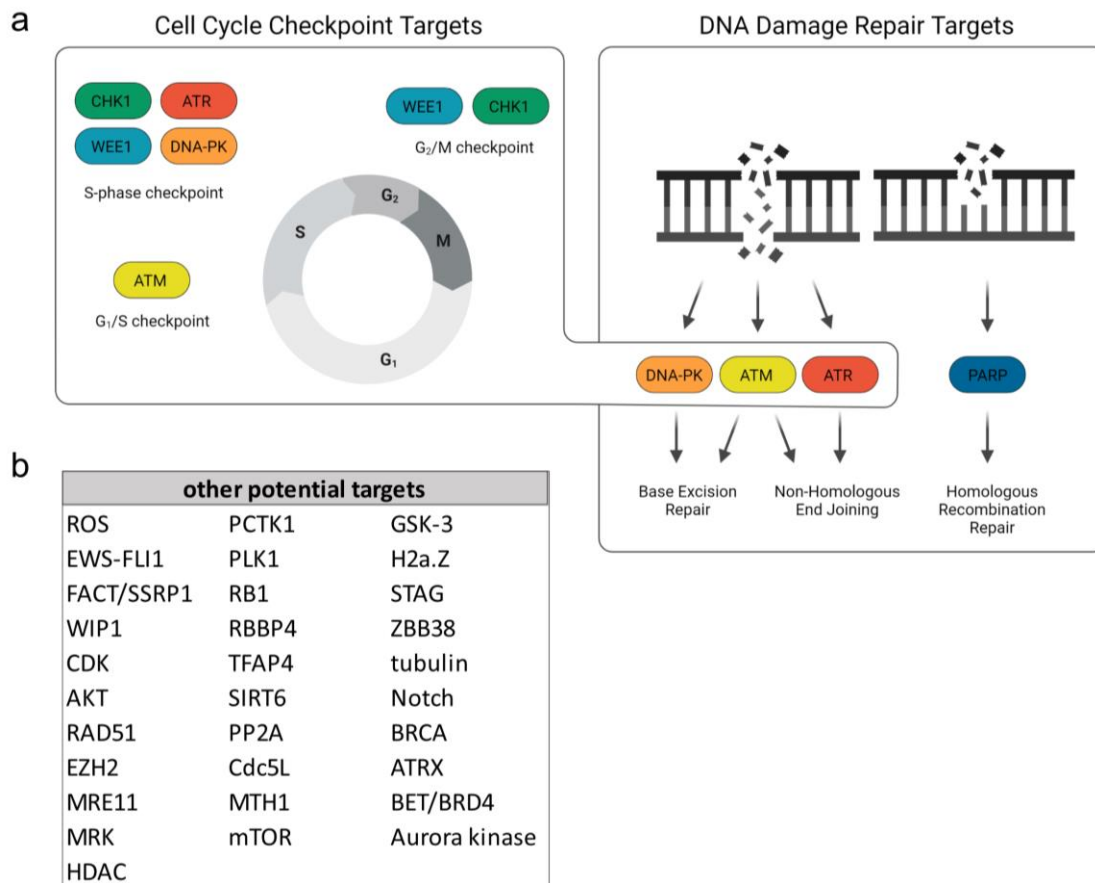 a
Cell Cycle Checkpoint Targets
DNA Damage Repair Targets
CHK1
ATR
WEE1
DNA-PK
S-phase checkpoint
WEE1
CHK1
G₂/M checkpoint
ATM
G₁/S checkpoint
G₂
S
M
G₁
DNA-PK
ATM
ATR
PARP
Base Excision
Repair
Non-Homologous
End Joining
Homologous
Recombination
Repair
b
other potential targets
ROS PCTK1 GSK-3
EWS-FLI1 PLK1 H2a.Z
FACT/SSRP1 RB1 STAG
WIP1 RBBP4 ZBB38
CDK TFAP4 tubulin
AKT SIRT6 Notch
RAD51 PP2A BRCA
EZH2 Cdc5L ATRX
MRE11 MTH1 BET/BRD4
MRK mTOR Aurora kinase
HDAC